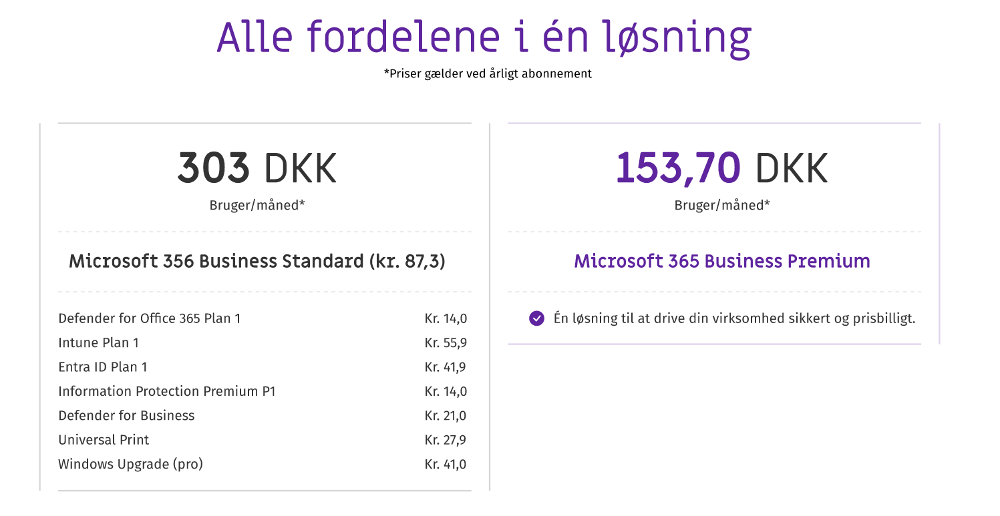 Alle fordelene i én løsning
*Priser gælder ved årligt abonnement
303 DKK
Bruger/måned*
Microsoft 356 Business Standard (kr. 87,3)
Defender for Office 365 Plan 1 Kr. 14,0
Intune Plan 1 Kr. 55,9
Entra ID Plan 1 Kr. 41,9
Information Protection Premium P1 Kr. 14,0
Defender for Business Kr. 21,0
Universal Print Kr. 27,9
Windows Upgrade (pro) Kr. 41,0
153,70 DKK
Bruger/måned*
Microsoft 365 Business Premium
Én løsning til at drive din virksomhed sikkert og prisbilligt.